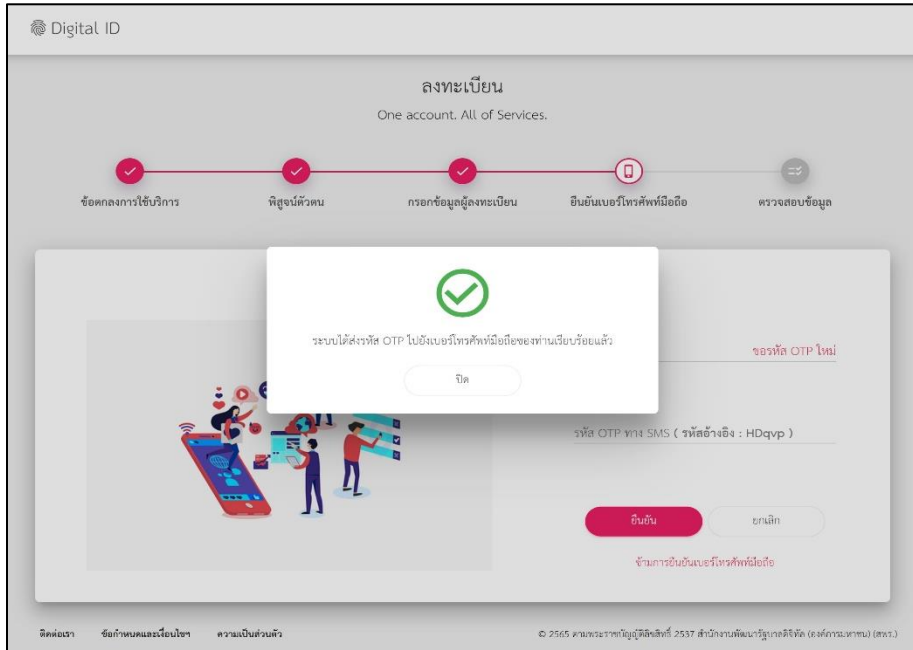 Digital ID
ลงทะเบียน
One account. All of Services.
ข้อตกลงการใช้บริการ
พิสูจน์ตัวตน
กรอกข้อมูลผู้ลงทะเบียน
ยืนยันเบอร์โทรศัพท์มือถือ
ตรวจสอบข้อมูล
ระบบได้ส่งรหัส OTP ไปยังเบอร์โทรศัพท์มือถือของท่านเรียบร้อยแล้ว
ปิด
ขอรหัส OTP ใหม่
รหัส OTP ทาง SMS ( รหัสอ้างอิง : HDqvp )
ยืนยัน
ยกเลิก
ข้ามการยืนยันเบอร์โทรศัพท์มือถือ
ติดต่อเรา ข้อกำหนดและเงื่อนไขฯ ความเป็นส่วนตัว
© 2565 ตามพระราชบัญญัติลิขสิทธิ์ 2537 สำนักงานพัฒนารัฐบาลดิจิทัล (องค์การมหาชน) (สพร.)